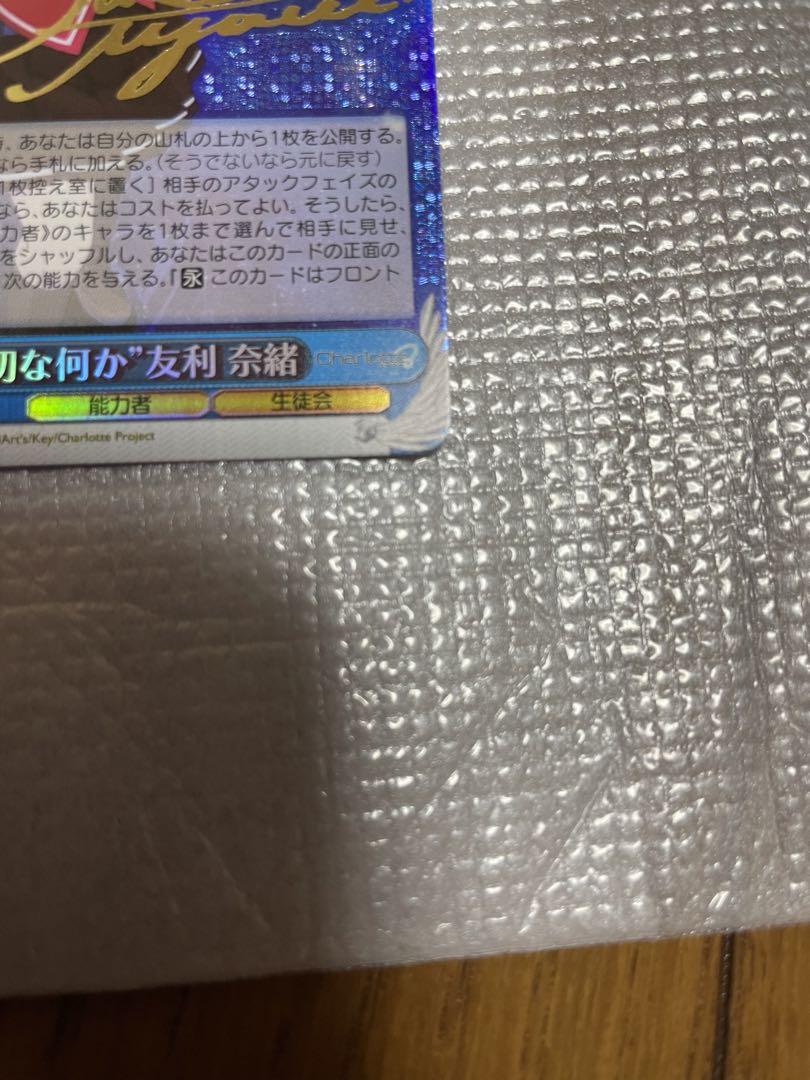 、あなたは自分の山札の上から1枚を公開する。
なら手札に加える。(そうでないなら元に戻す)
1枚控え室に置く] 相手のアタックフェイズの
なら、あなたはコストを払ってよい。そうしたら、
力者》のキャラを1枚まで選んで相手に見せ、
をシャッフルし、あなたはこのカードの正面の
次の能力を与える。「永 このカードはフロント
切な何か”友利 奈緒 Charlotte
能力者 生徒会
lArt's/Key/Charlotte Project